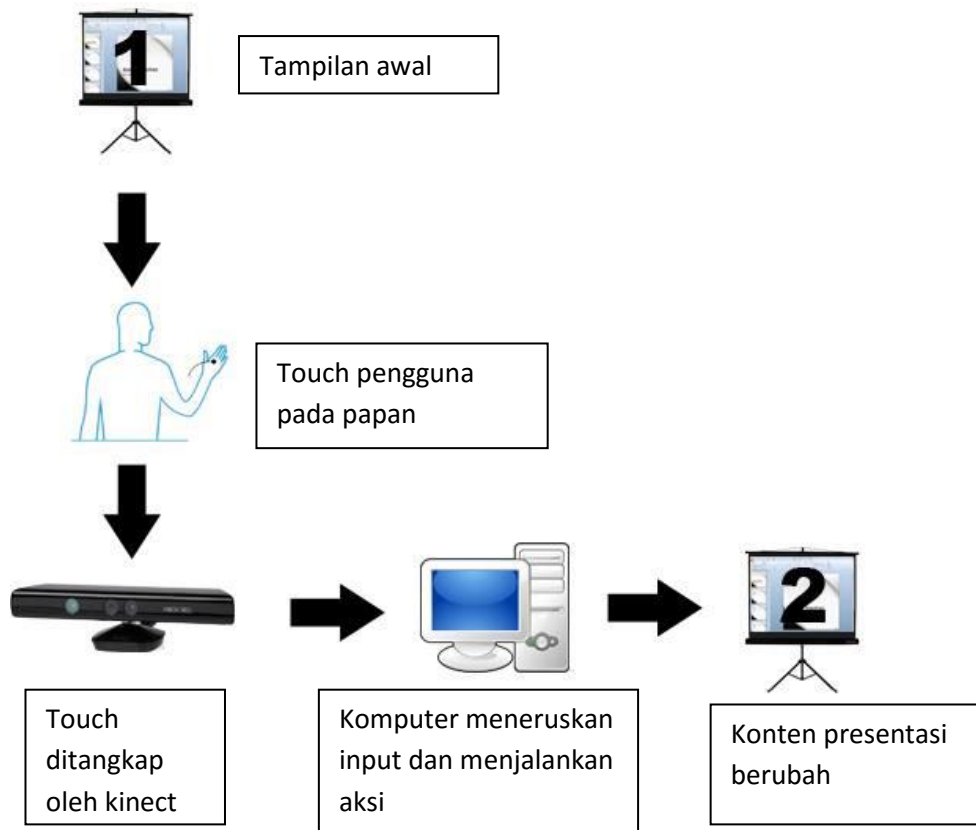 1
Tampilan awal
Touch pengguna
pada papan
2
Touch
ditangkap
oleh kinect
Komputer meneruskan
input dan menjalankan
aksi
Konten presentasi
berubah